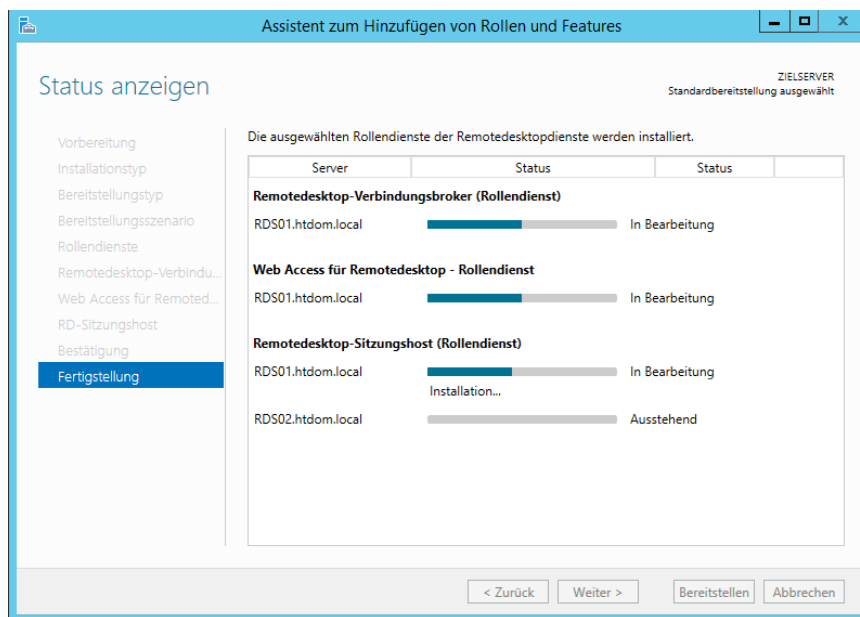 Assistent zum Hinzufügen von Rollen und Features
Status anzeigen
ZIELSERVER
Standardbereitstellung ausgewählt
Vorbereitung
Installationstyp
Bereitstellungstyp
Bereitstellungsszenario
Rollendienste
Remotedesktop-Verbindu...
Web Access für Remoted...
RD-Sitzungshost
Bestätigung
Fertigstellung
Die ausgewählten Rollendienste der Remotedesktopdienste werden installiert.
Server Status Status
Remotedesktop-Verbindungsbroker (Rollendienst)
RDS01.htdom.local In Bearbeitung
Web Access für Remotedesktop - Rollendienst
RDS01.htdom.local In Bearbeitung
Remotedesktop-Sitzungshost (Rollendienst)
RDS01.htdom.local In Bearbeitung
Installation...
RDS02.htdom.local Ausstehend
< Zurück Weiter > Bereitstellen Abbrechen